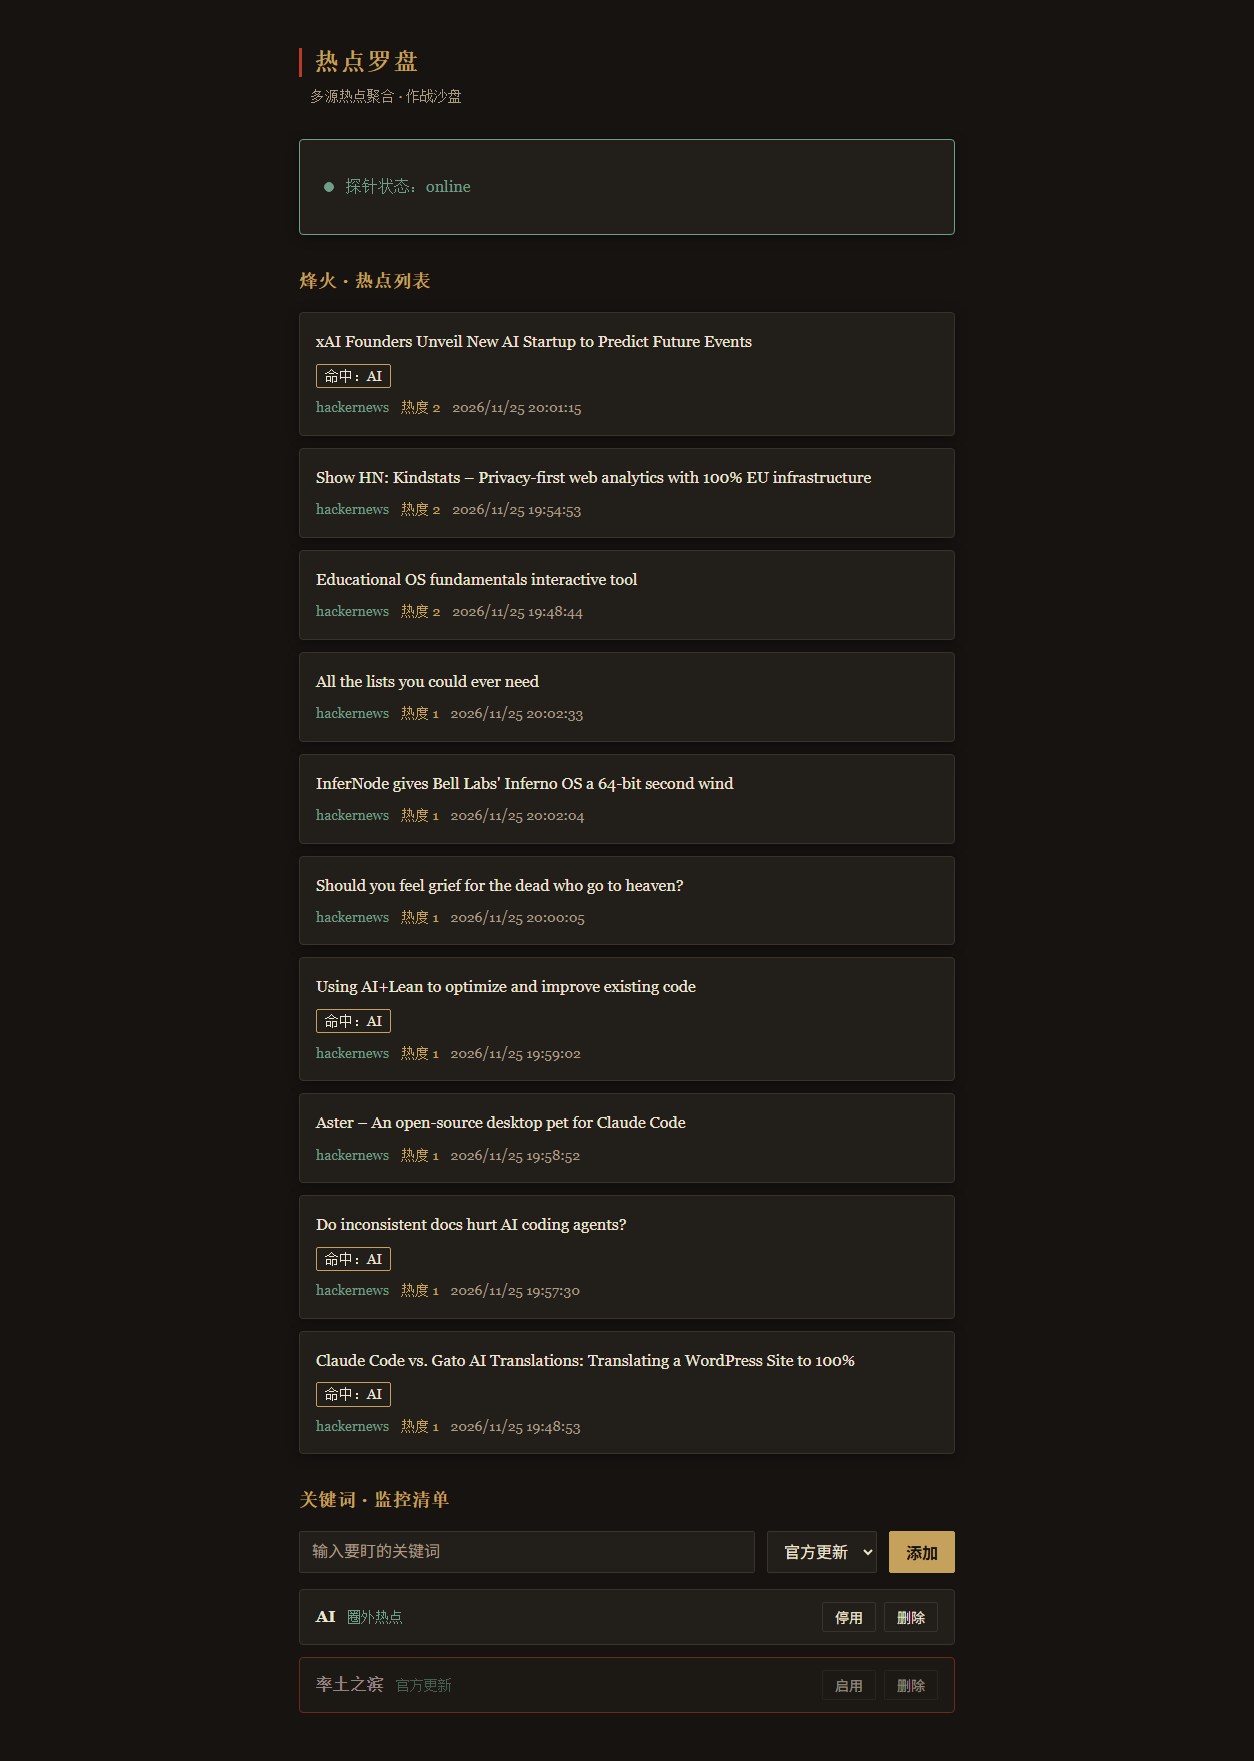 热点罗盘
多源热点聚合·作战沙盘
探针状态：online
烽火·热点列表
xAI Founders Unveil New AI Startup to Predict Future Events
命中：AI
hackernews 热度 2 2026/11/25 20:01:15
Show HN: Kindstats – Privacy-first web analytics with 100% EU infrastructure
hackernews 热度 2 2026/11/25 19:54:53
Educational OS fundamentals interactive tool
hackernews 热度 2 2026/11/25 19:48:44
All the lists you could ever need
hackernews 热度 1 2026/11/25 20:02:33
InferNode gives Bell Labs' Inferno OS a 64-bit second wind
hackernews 热度 1 2026/11/25 20:02:04
Should you feel grief for the dead who go to heaven?
hackernews 热度 1 2026/11/25 20:00:05
Using AI+Lean to optimize and improve existing code
命中：AI
hackernews 热度 1 2026/11/25 19:59:02
Aster – An open-source desktop pet for Claude Code
hackernews 热度 1 2026/11/25 19:58:52
Do inconsistent docs hurt AI coding agents?
命中：AI
hackernews 热度 1 2026/11/25 19:57:30
Claude Code vs. Gato AI Translations: Translating a WordPress Site to 100%
命中：AI
hackernews 热度 1 2026/11/25 19:48:53
关键词·监控清单
输入要盯的关键词 官方更新 添加
AI 圈外热点 停用 删除
率土之滨 官方更新 启用 删除